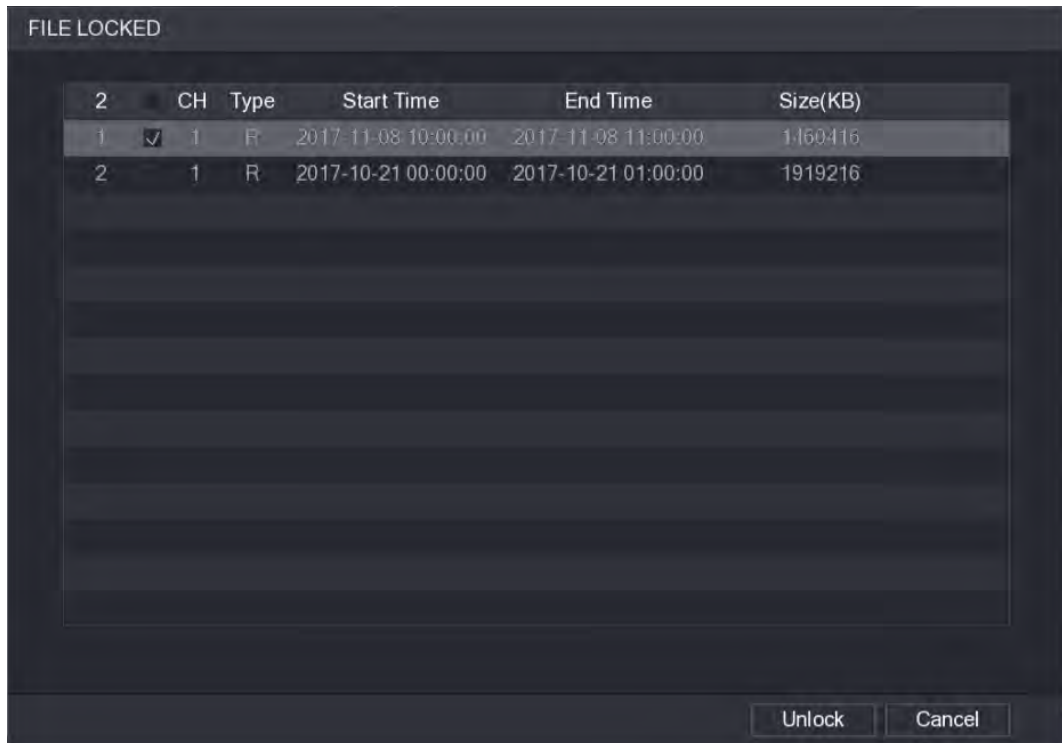 FILE LOCKED
2 CH Type Start Time End Time Size(KB)
1 1 R 2017-11-08 10:00:00 2017-11-08 11:00:00 1460416
2 1 R 2017-10-21 00:00:00 2017-10-21 01:00:00 1919216
Unlock Cancel